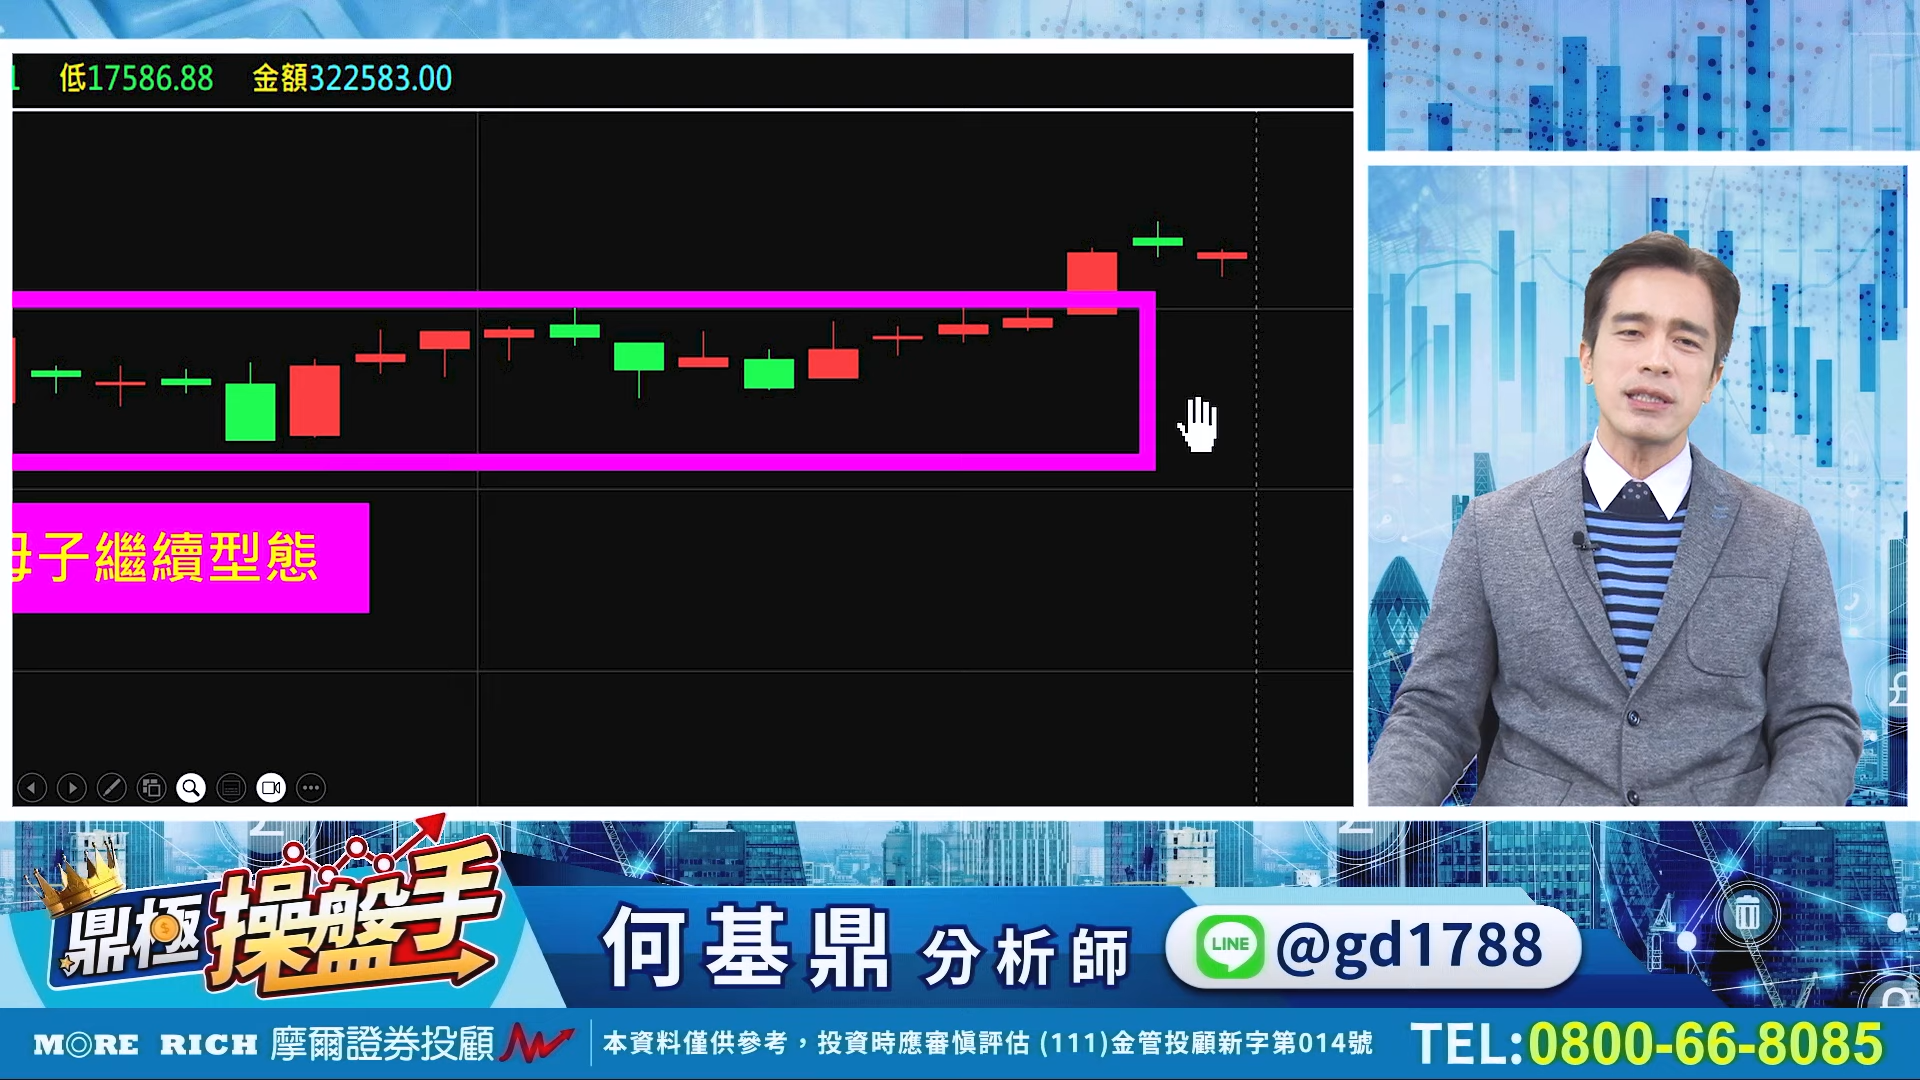 低17586.88 金額322583.00
子繼續型態
鼎極操盤手
何基鼎 分析師
LINE @gd1788
MORE RICH 摩爾證券投顧
本資料僅供參考，投資時應審慎評估 (111)金管投顧新字第014號
TEL:0800-66-8085